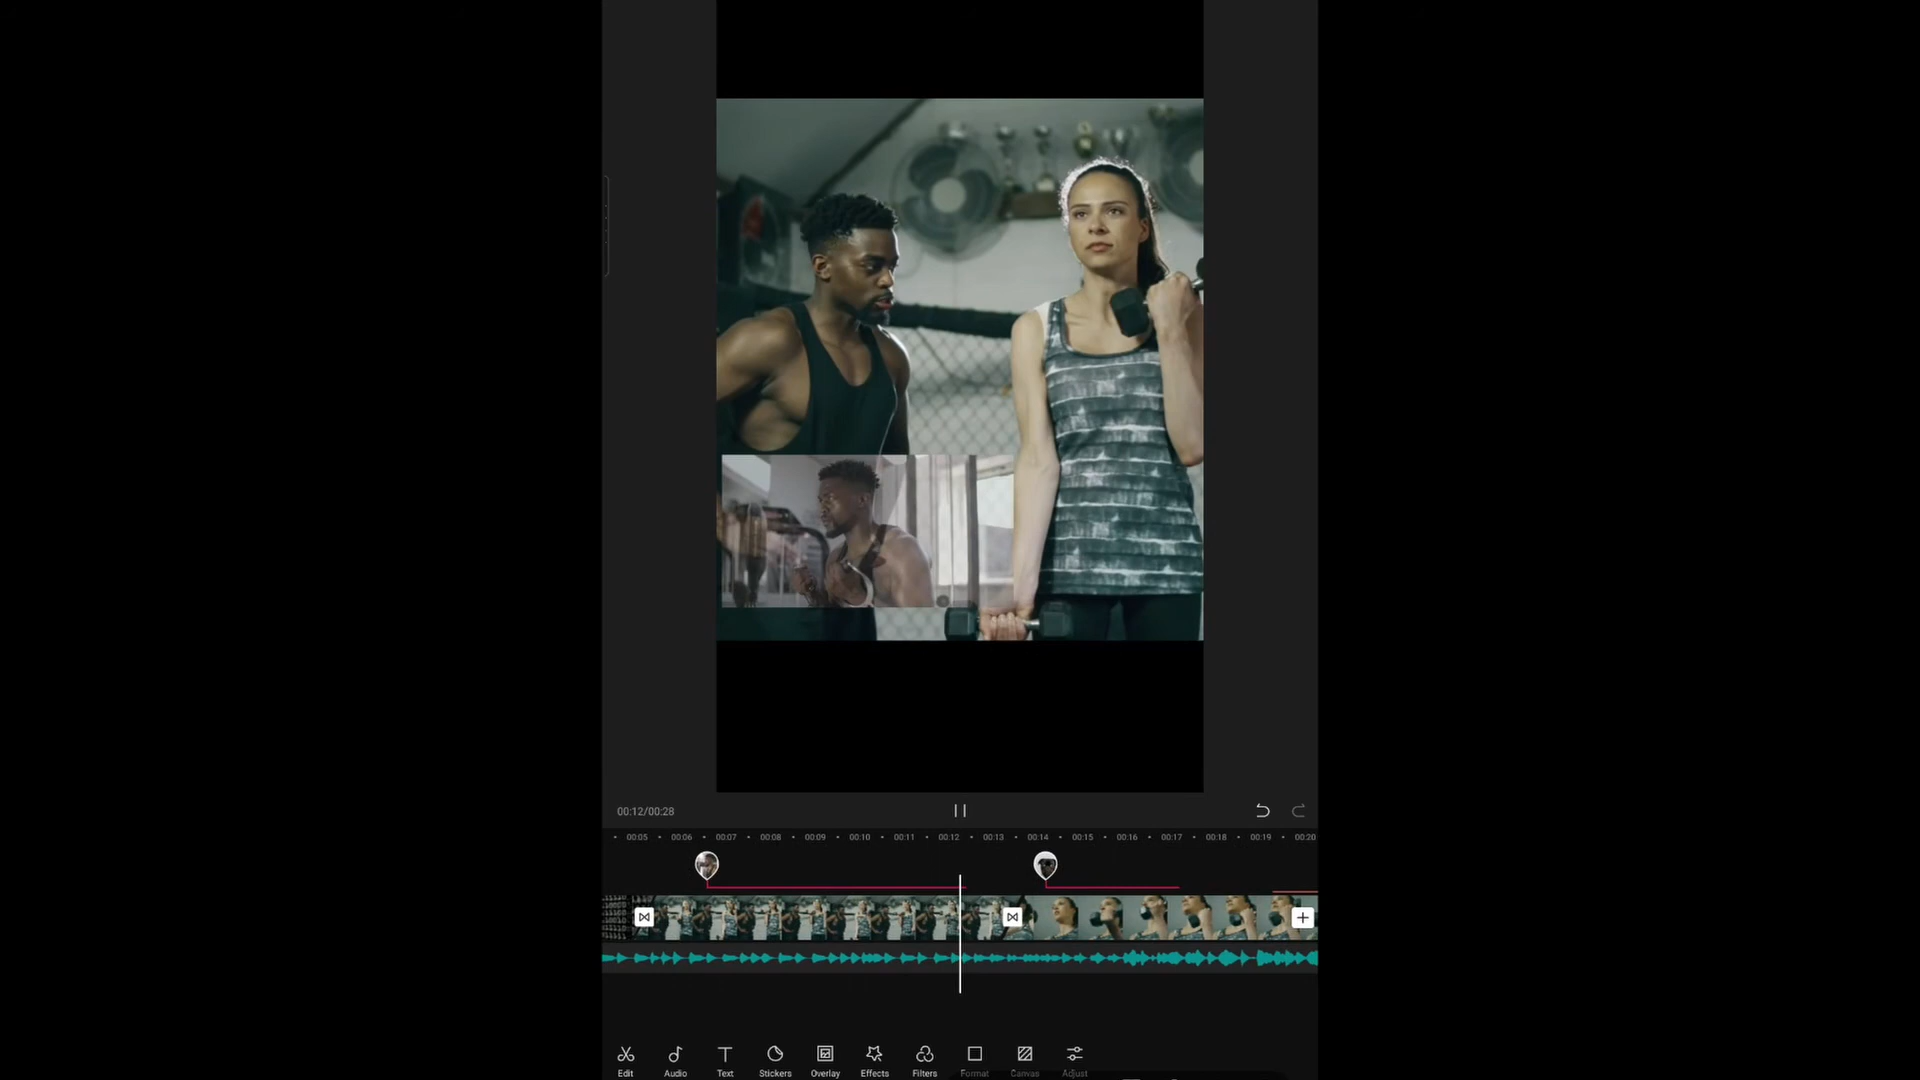 00:12/00:28
00:05 00:06 00:07 00:08 00:09 00:10 00:11 00:12 00:13 00:14 00:15 00:16 00:17 00:18 00:19 00:20
Edit Audio Text Stickers Overlay Effects Filters Format Canvas Adjust